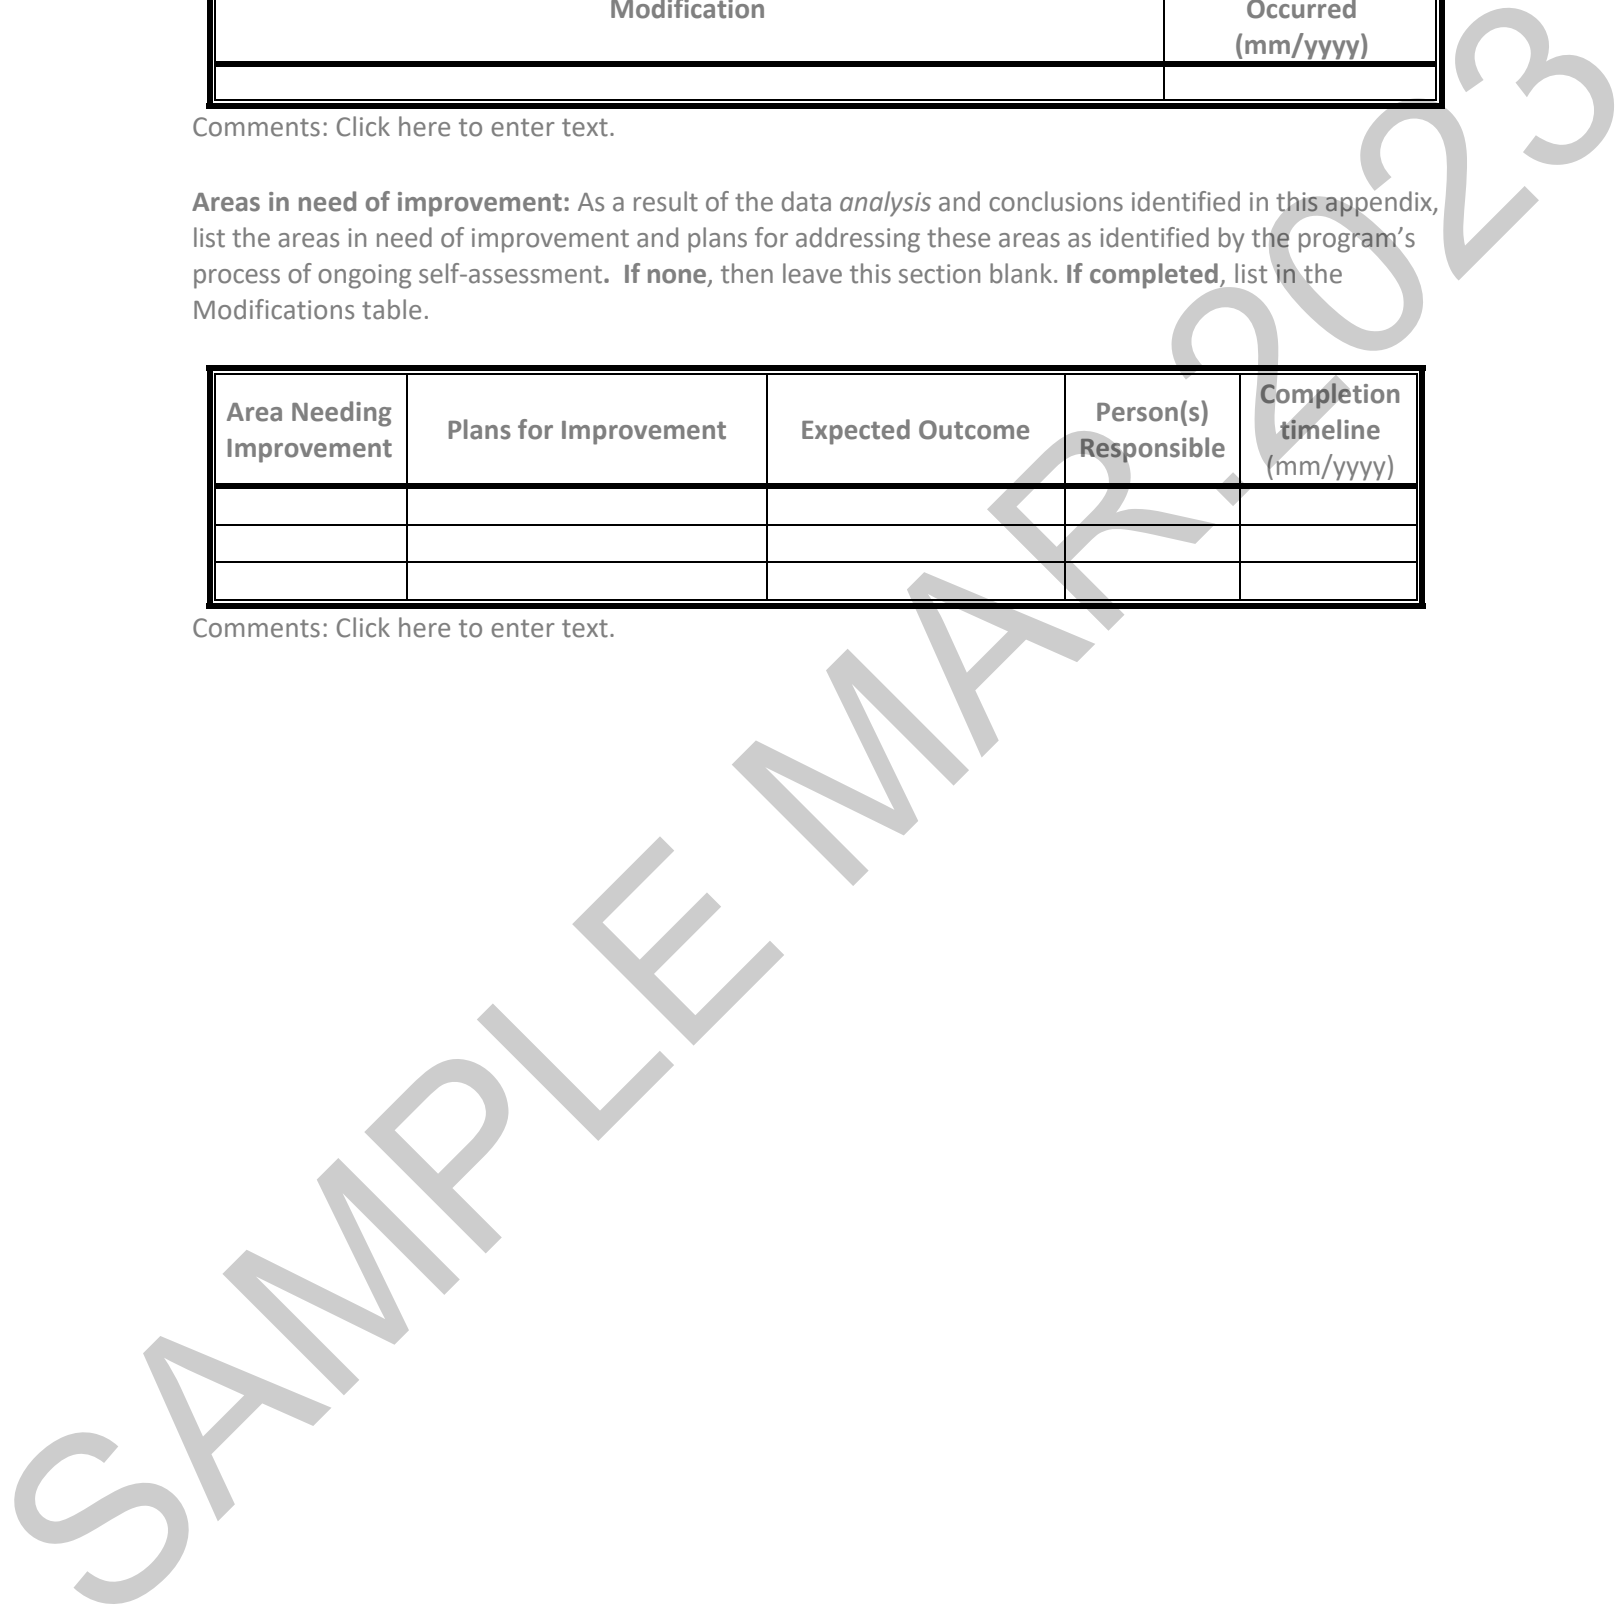 Modification
Occurred
(mm/yyyy)
Comments: Click here to enter text.
Areas in need of improvement: As a result of the data analysis and conclusions identified in this appendix,
list the areas in need of improvement and plans for addressing these areas as identified by the program’s
process of ongoing self-assessment.  If none, then leave this section blank. If completed, list in the
Modifications table.
Area Needing
Improvement
Plans for Improvement
Expected Outcome
Person(s)
Responsible
Completion
timeline
(mm/yyyy)
Comments: Click here to enter text.
SAMPLE MAR.2023